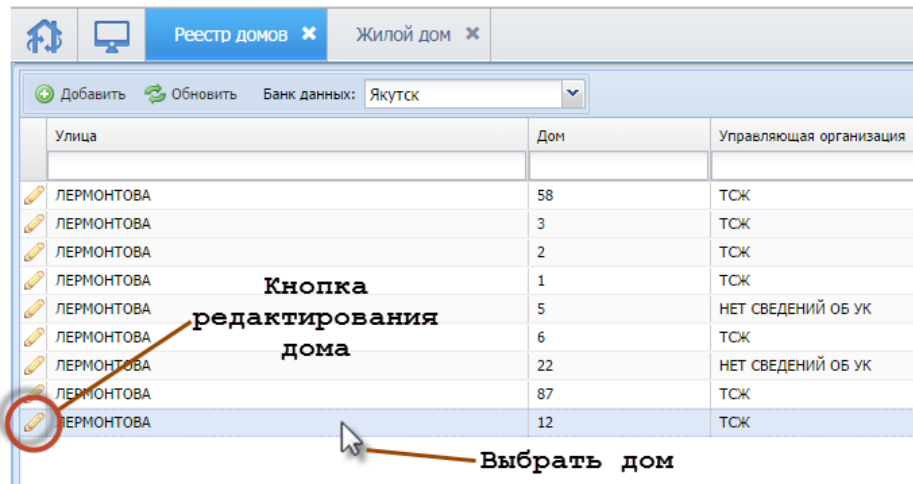 Реестр домов Жилой дом
Добавить Обновить Банк данных: Якутск
Улица Дом Управляющая организация
ЛЕРМОНТОВА 58 ТСЖ
ЛЕРМОНТОВА 3 ТСЖ
ЛЕРМОНТОВА 2 ТСЖ
ЛЕРМОНТОВА 1 ТСЖ
ЛЕРМОНТОВА 5 НЕТ СВЕДЕНИЙ ОБ УК
ЛЕРМОНТОВА 6 ТСЖ
ЛЕРМОНТОВА 22 НЕТ СВЕДЕНИЙ ОБ УК
ЛЕРМОНТОВА 87 ТСЖ
ЛЕРМОНТОВА 12 ТСЖ
Кнопка
редактирования
дома
Выбрать дом